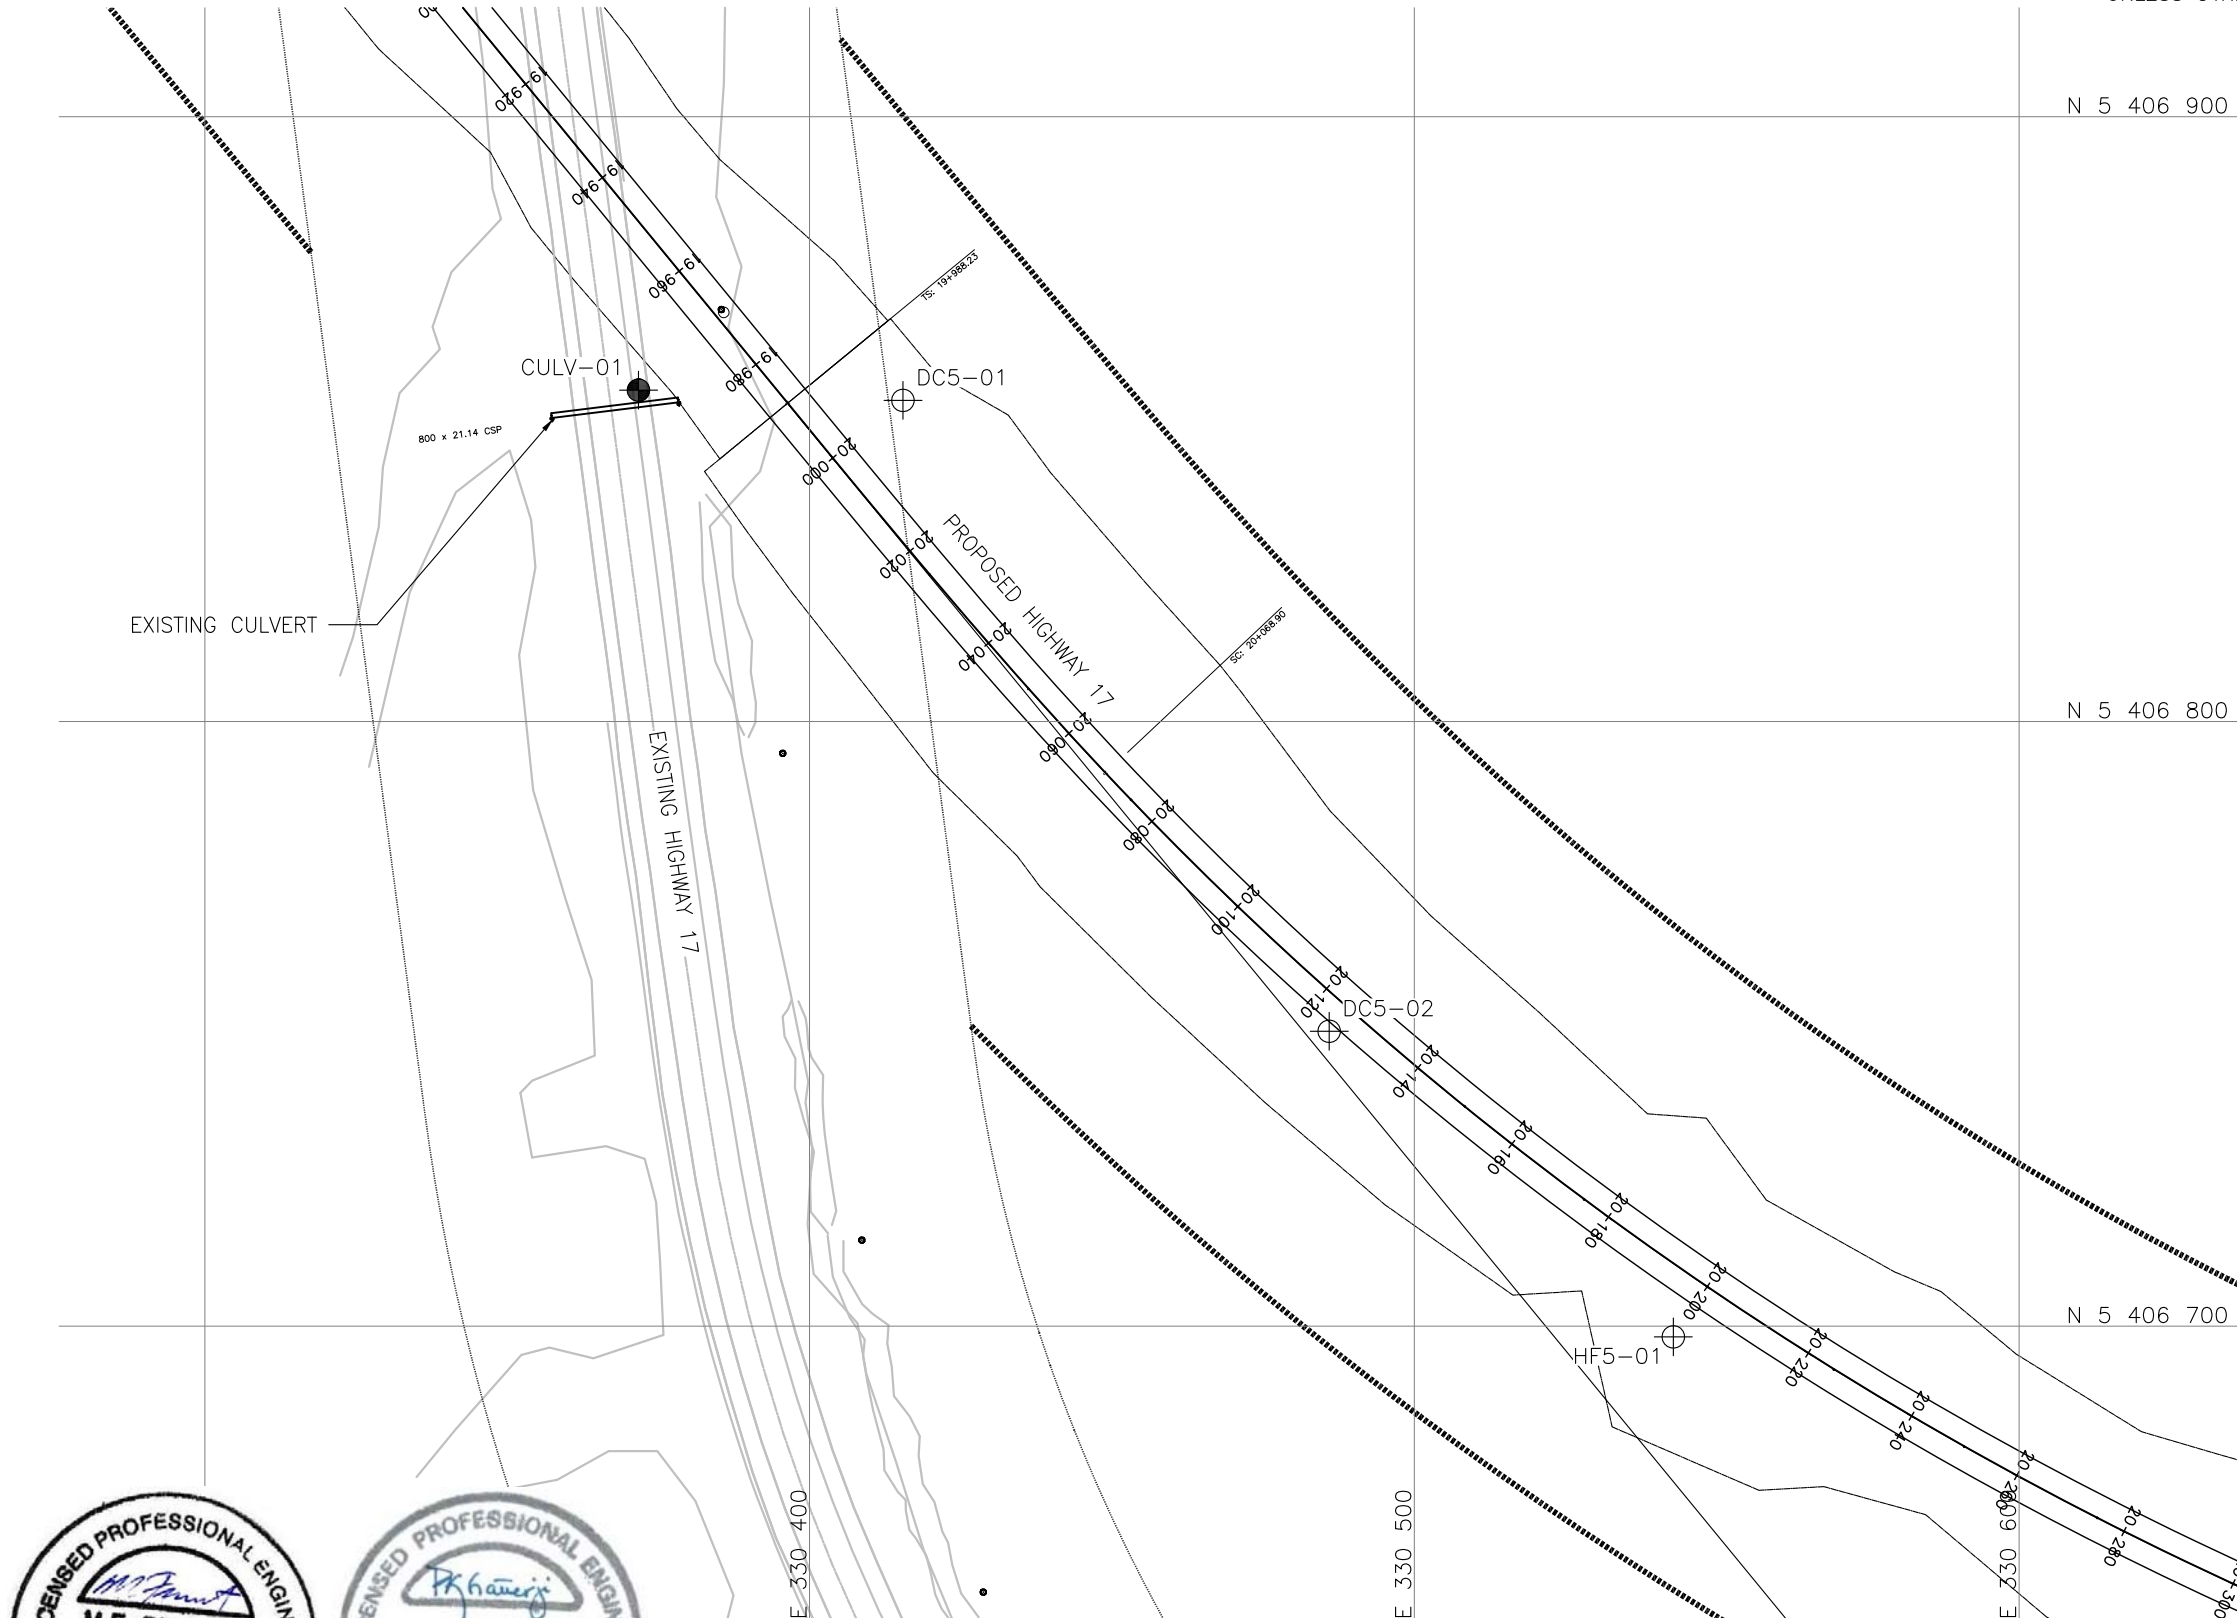 N 5 406 900
19+920
19+940
19+960
TS: 19+988.23
19+980
CULV-01
DC5-01
800 x 21.14 CSP
20+000
20+020
PROPOSED HIGHWAY 17
EXISTING CULVERT
20+040
SC: 20+068.90
N 5 406 800
20+060
EXISTING HIGHWAY 17
20+080
20+100
20+120
DC5-02
20+140
20+160
20+180
20+200
N 5 406 700
HF5-01
20+220
20+240
20+260
20+280
E 330 400
E 330 500
E 330 600
PROFESSIONAL
PROFESSIONAL